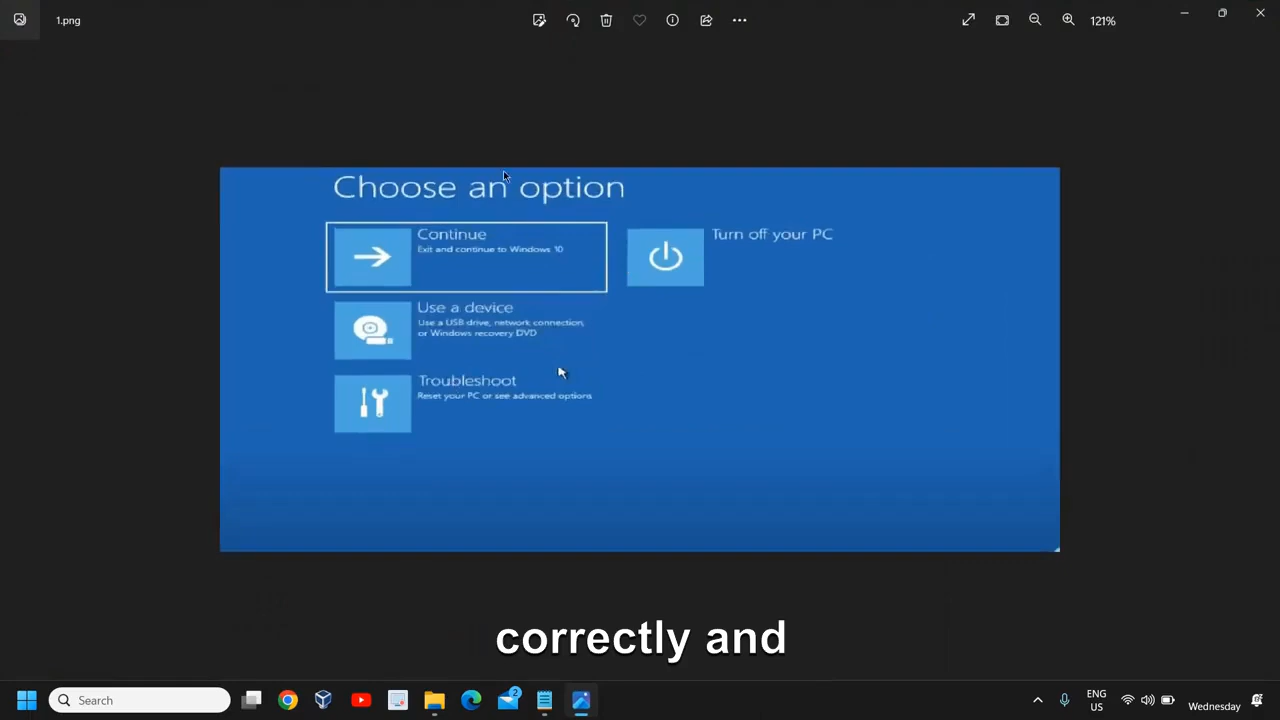 1.png
121%
Choose an option
Continue
Exit and continue to Windows 10
Turn off your PC
Use a device
Use a USB drive, network connection,
or Windows recovery DVD
Troubleshoot
Reset your PC or see advanced options
correctly and
Search
2
ENG
US
Wednesday